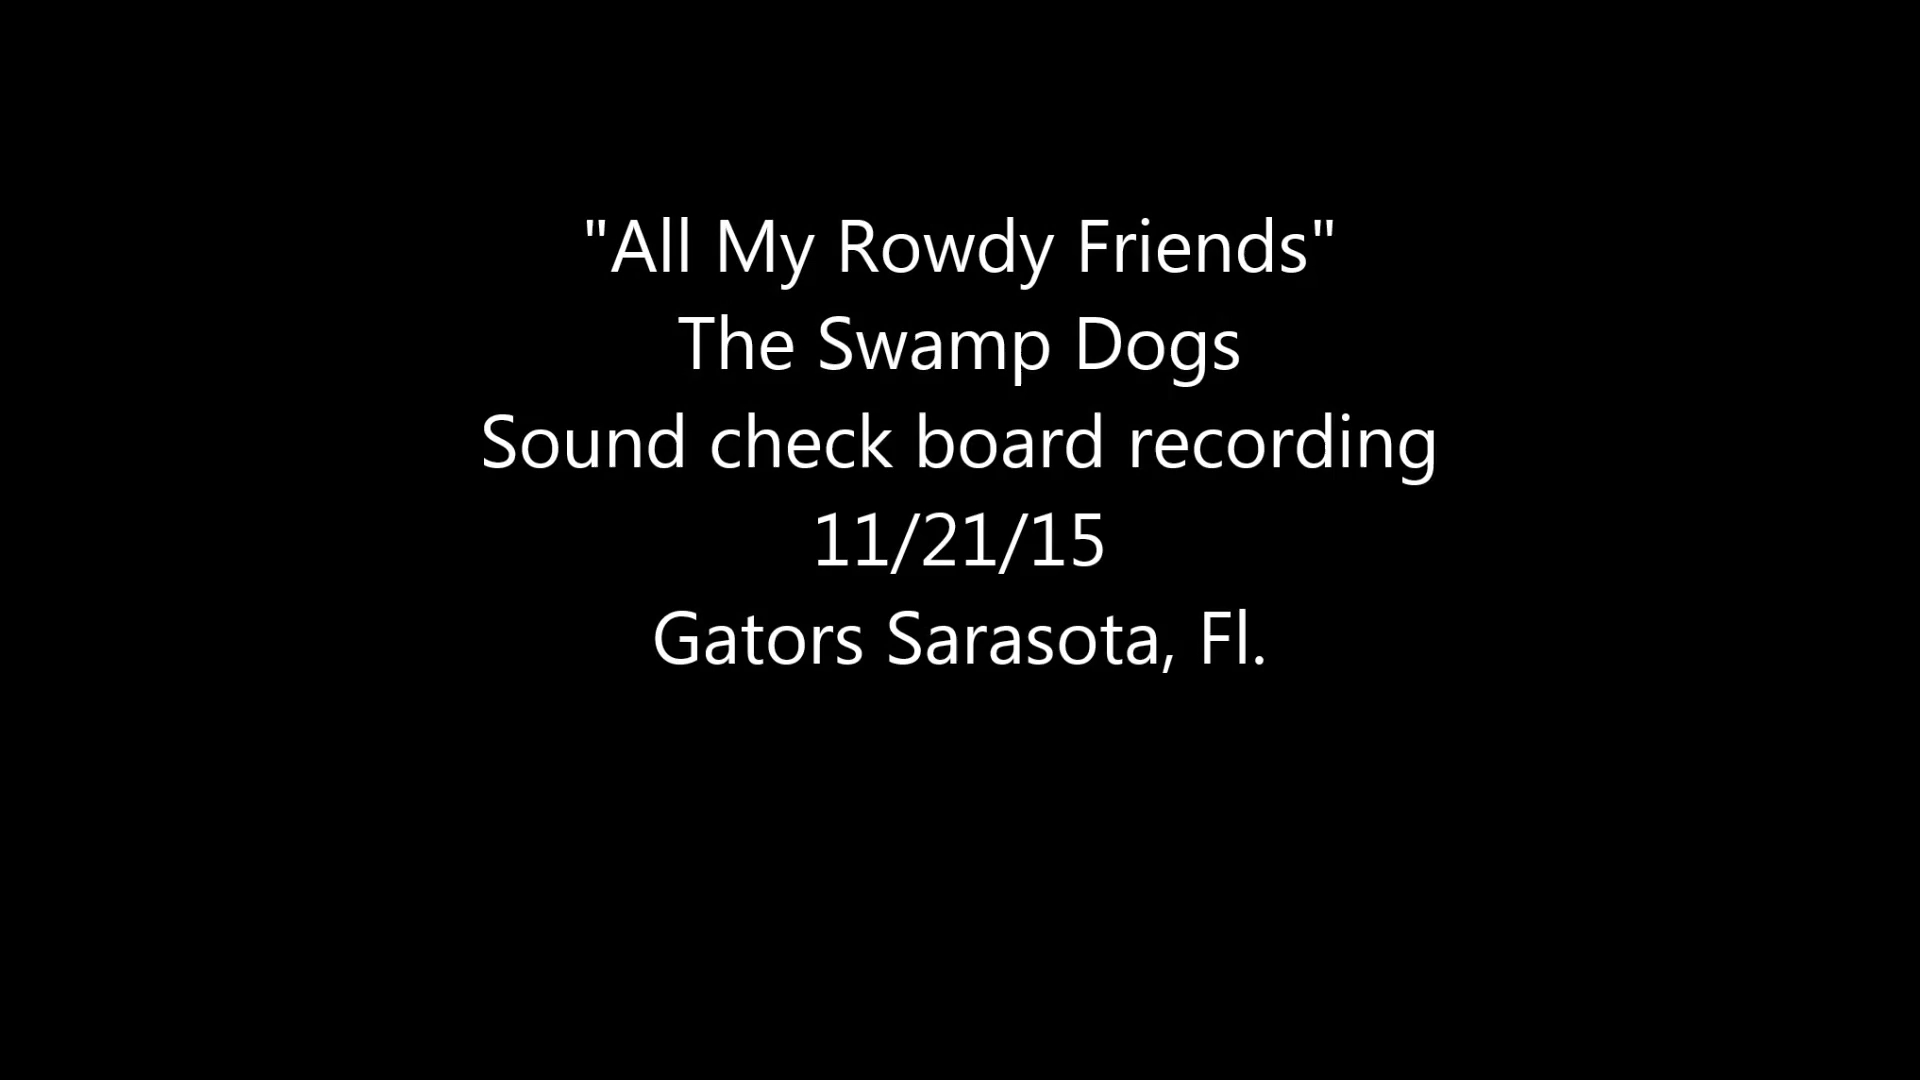 "All My Rowdy Friends"
The Swamp Dogs
Sound check board recording
11/21/15
Gators Sarasota, Fl.